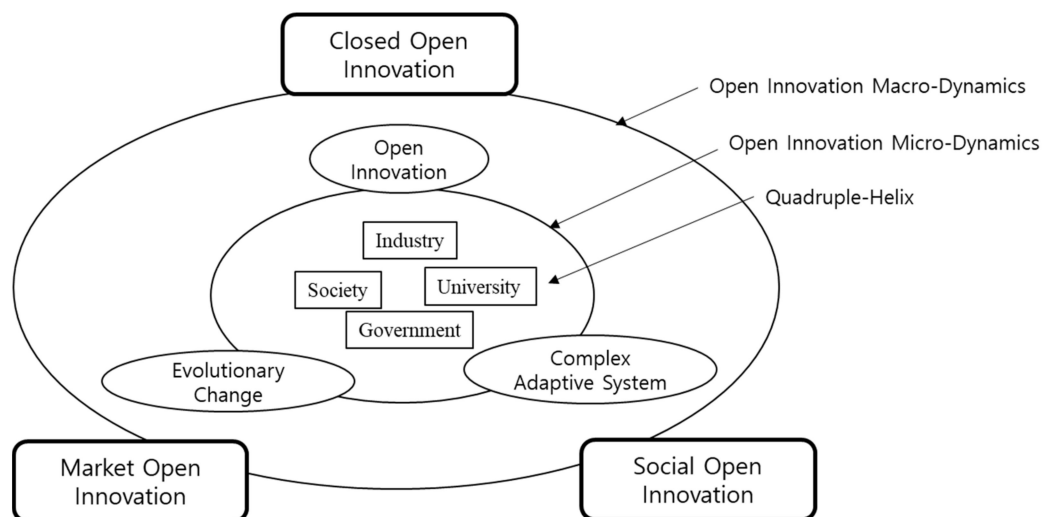 Closed Open
Innovation
Open Innovation Macro-Dynamics
Open Innovation Micro-Dynamics
Quadruple-Helix
Open
Innovation
Industry
Society
University
Government
Evolutionary
Change
Complex
Adaptive System
Market Open
Innovation
Social Open
Innovation